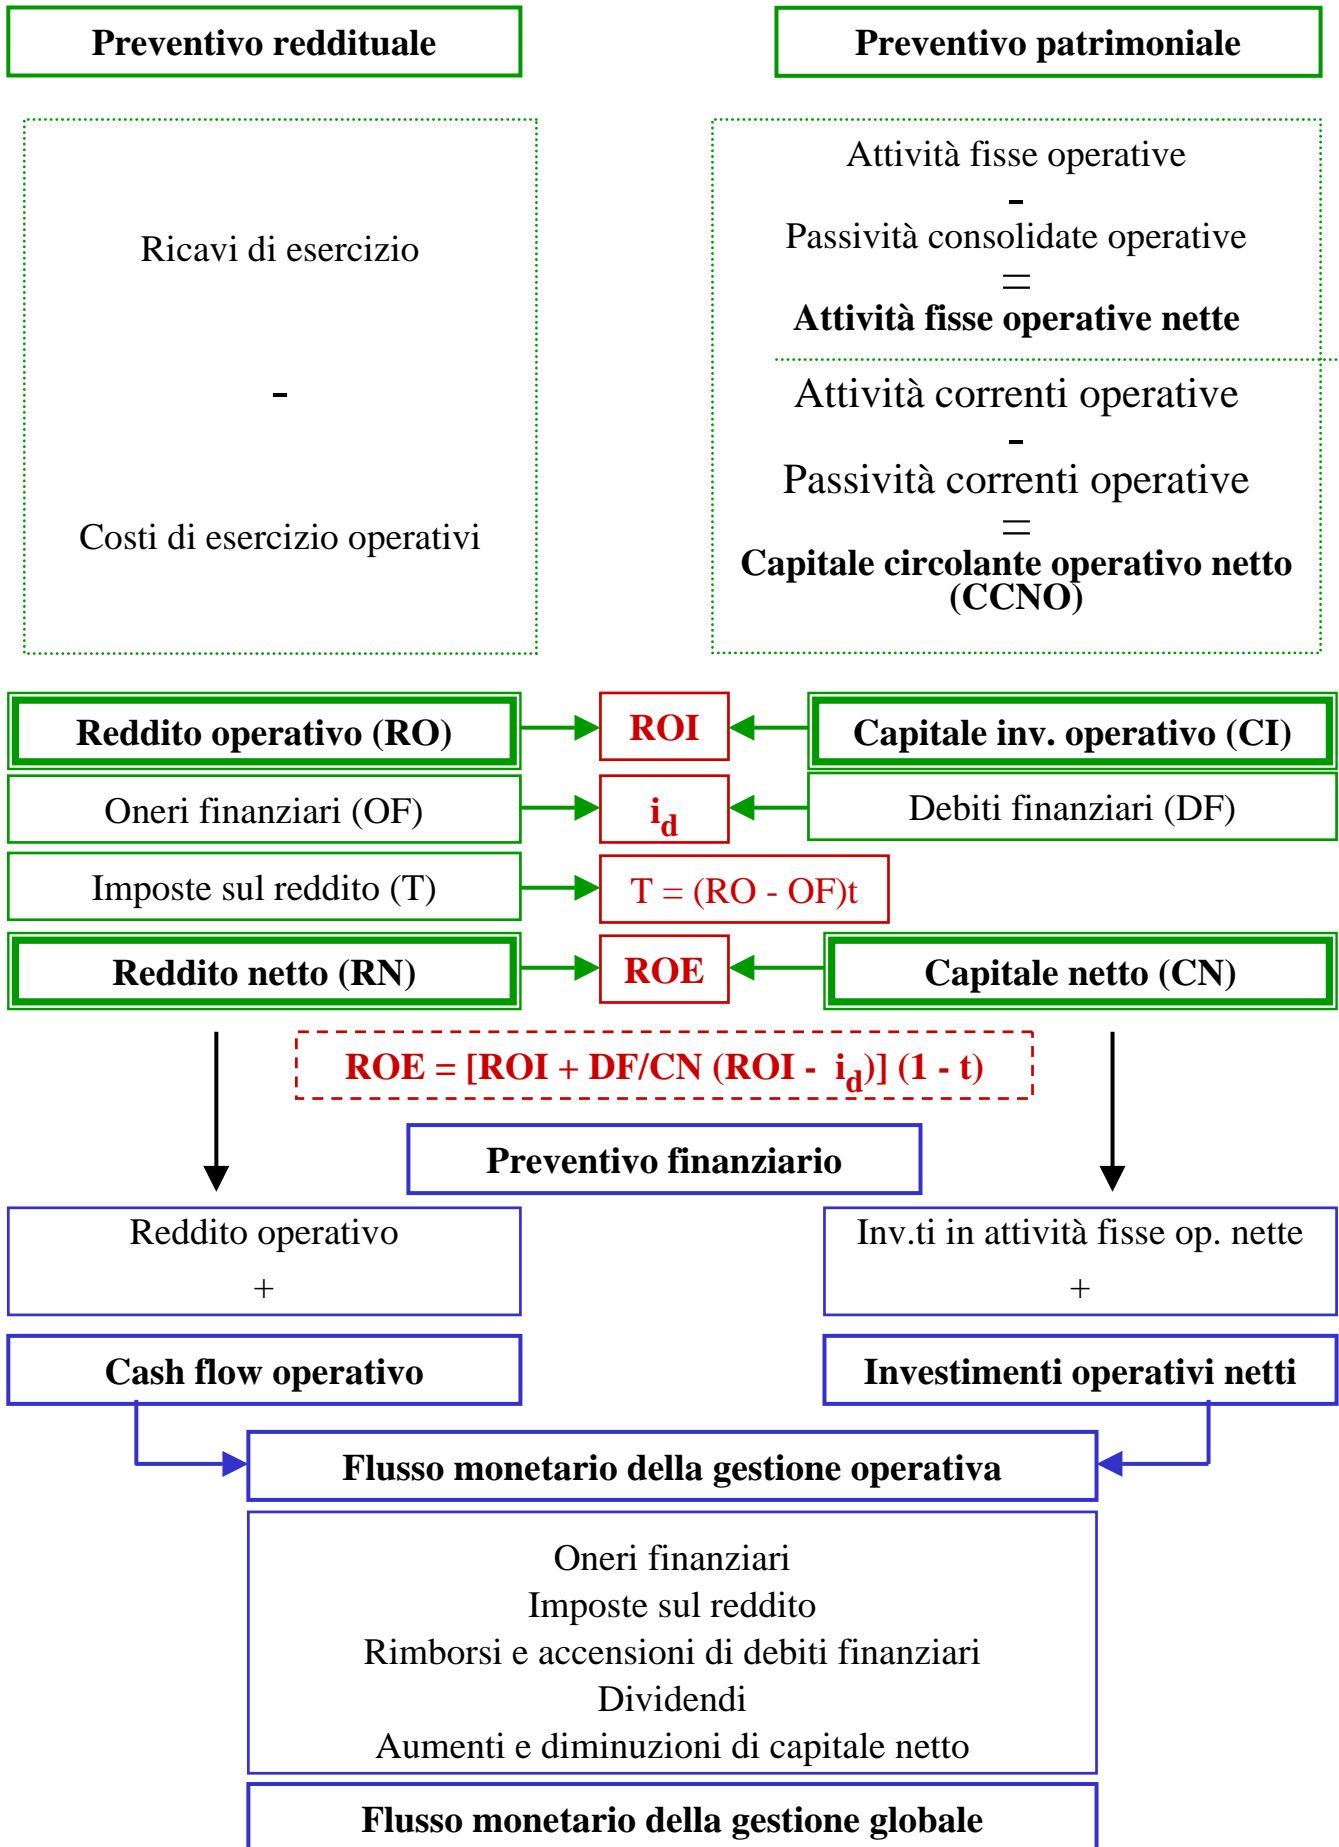 Preventivo reddituale
Preventivo patrimoniale
Ricavi di esercizio
-
Costi di esercizio operativi
Attività fisse operative
-
Passività consolidate operative
=
Attività fisse operative nette
Attività correnti operative
-
Passività correnti operative
=
Capitale circolante operativo netto
(CCNO)
Reddito operativo (RO)
ROI
Capitale inv. operativo (CI)
Oneri finanziari (OF)
i_d
Debiti finanziari (DF)
Imposte sul reddito (T)
T = (RO - OF)t
Reddito netto (RN)
ROE
Capitale netto (CN)
ROE = [ROI + DF/CN (ROI - i_d)] (1 - t)
Preventivo finanziario
Reddito operativo
+
Inv.ti in attività fisse op. nette
+
Cash flow operativo
Investimenti operativi netti
Flusso monetario della gestione operativa
Oneri finanziari
Imposte sul reddito
Rimborsi e accensioni di debiti finanziari
Dividendi
Aumenti e diminuzioni di capitale netto
Flusso monetario della gestione globale